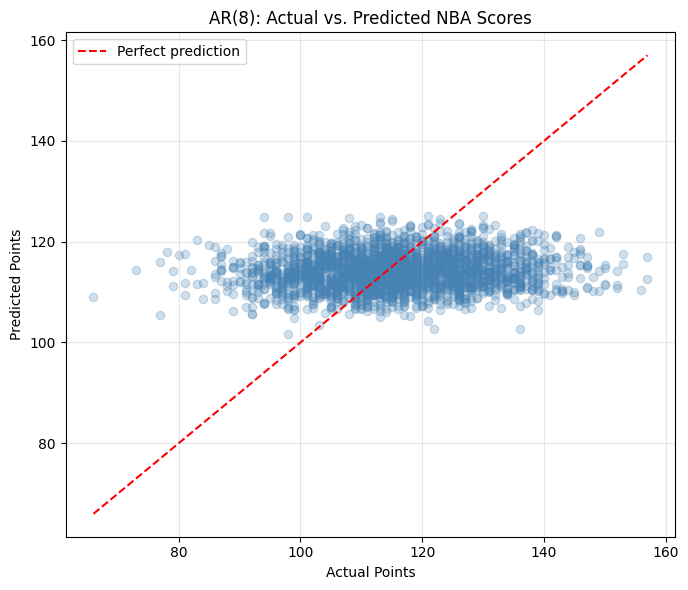 AR(8): Actual vs. Predicted NBA Scores
Perfect prediction
160
140
120
100
80
Predicted Points
80
100
120
140
160
Actual Points